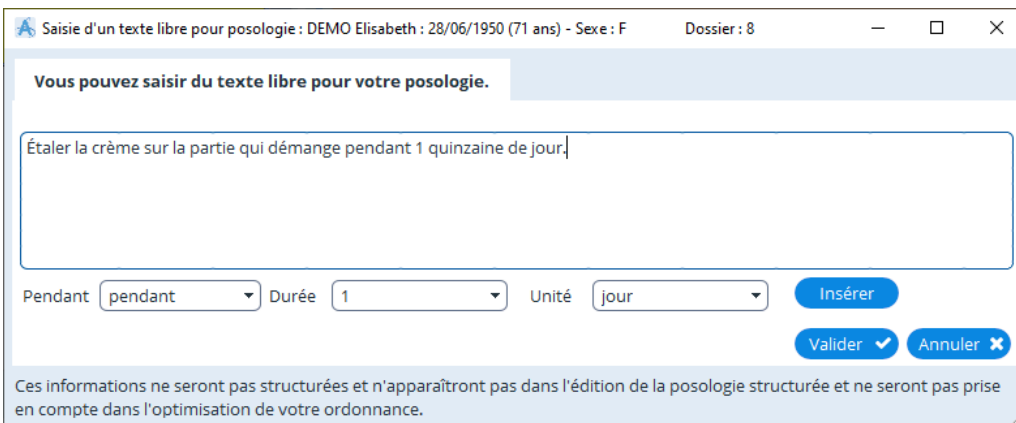 Saisie d'un texte libre pour posologie : DEMO Elisabeth : 28/06/1950 (71 ans) - Sexe : F Dossier : 8
Vous pouvez saisir du texte libre pour votre posologie.
Étaler la crème sur la partie qui démange pendant 1 quinzaine de jour.
Pendant pendant Durée 1 Unité jour Insérer
Valider Annuler
Ces informations ne seront pas structurées et n'apparaîtront pas dans l'édition de la posologie structurée et ne seront pas prise
en compte dans l'optimisation de votre ordonnance.